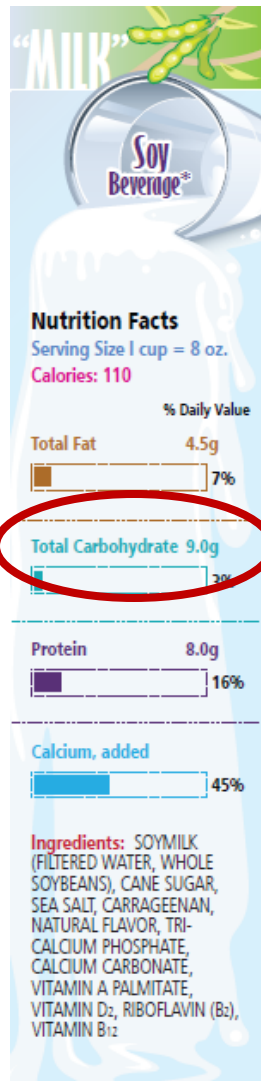 “MILK”
Soy
Beverage*
Nutrition Facts
Serving Size I cup = 8 oz.
Calories: 110
% Daily Value
Total Fat 4.5g
7%
Total Carbohydrate 9.0g
3%
Protein 8.0g
16%
Calcium, added
45%
Ingredients: SOYMILK
(FILTERED WATER, WHOLE
SOYBEANS), CANE SUGAR,
SEA SALT, CARRAGEENAN,
NATURAL FLAVOR, TRI-
CALCIUM PHOSPHATE,
CALCIUM CARBONATE,
VITAMIN A PALMITATE,
VITAMIN D2, RIBOFLAVIN (B2),
VITAMIN B12